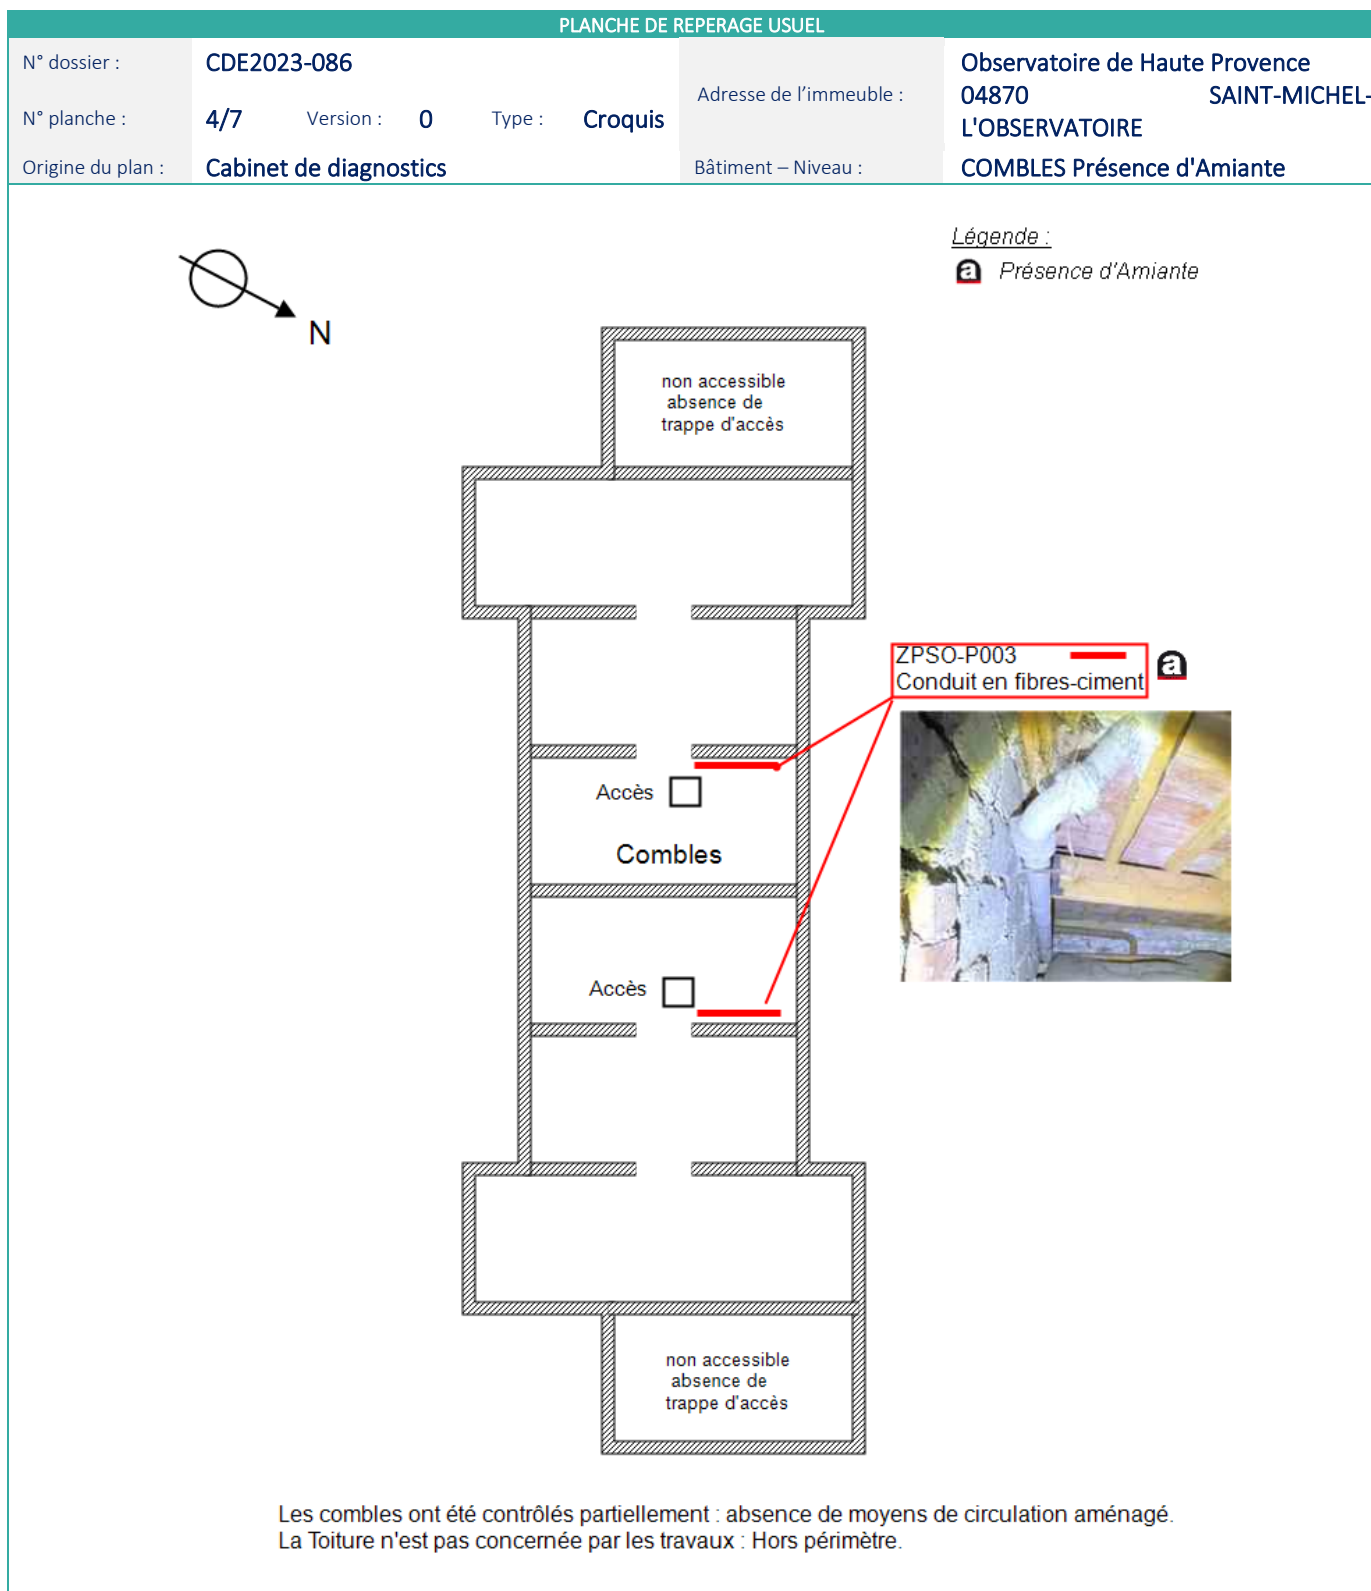 PLANCHE DE REPERAGE USUEL
N° dossier : CDE2023-086
N° planche : 4/7 Version : 0 Type : Croquis
Origine du plan : Cabinet de diagnostics
Adresse de l'immeuble : Observatoire de Haute Provence
04870 SAINT-MICHEL-
L'OBSERVATOIRE
Bâtiment – Niveau : COMBLES Présence d'Amiante
Légende :
a Présence d'Amiante
N
non accessible
absence de
trappe d'accès
ZPSO-P003
Conduit en fibres-ciment
a
Accès
Combles
Accès
non accessible
absence de
trappe d'accès
Les combles ont été contrôlés partiellement : absence de moyens de circulation aménagé.
La Toiture n'est pas concernée par les travaux : Hors périmètre.